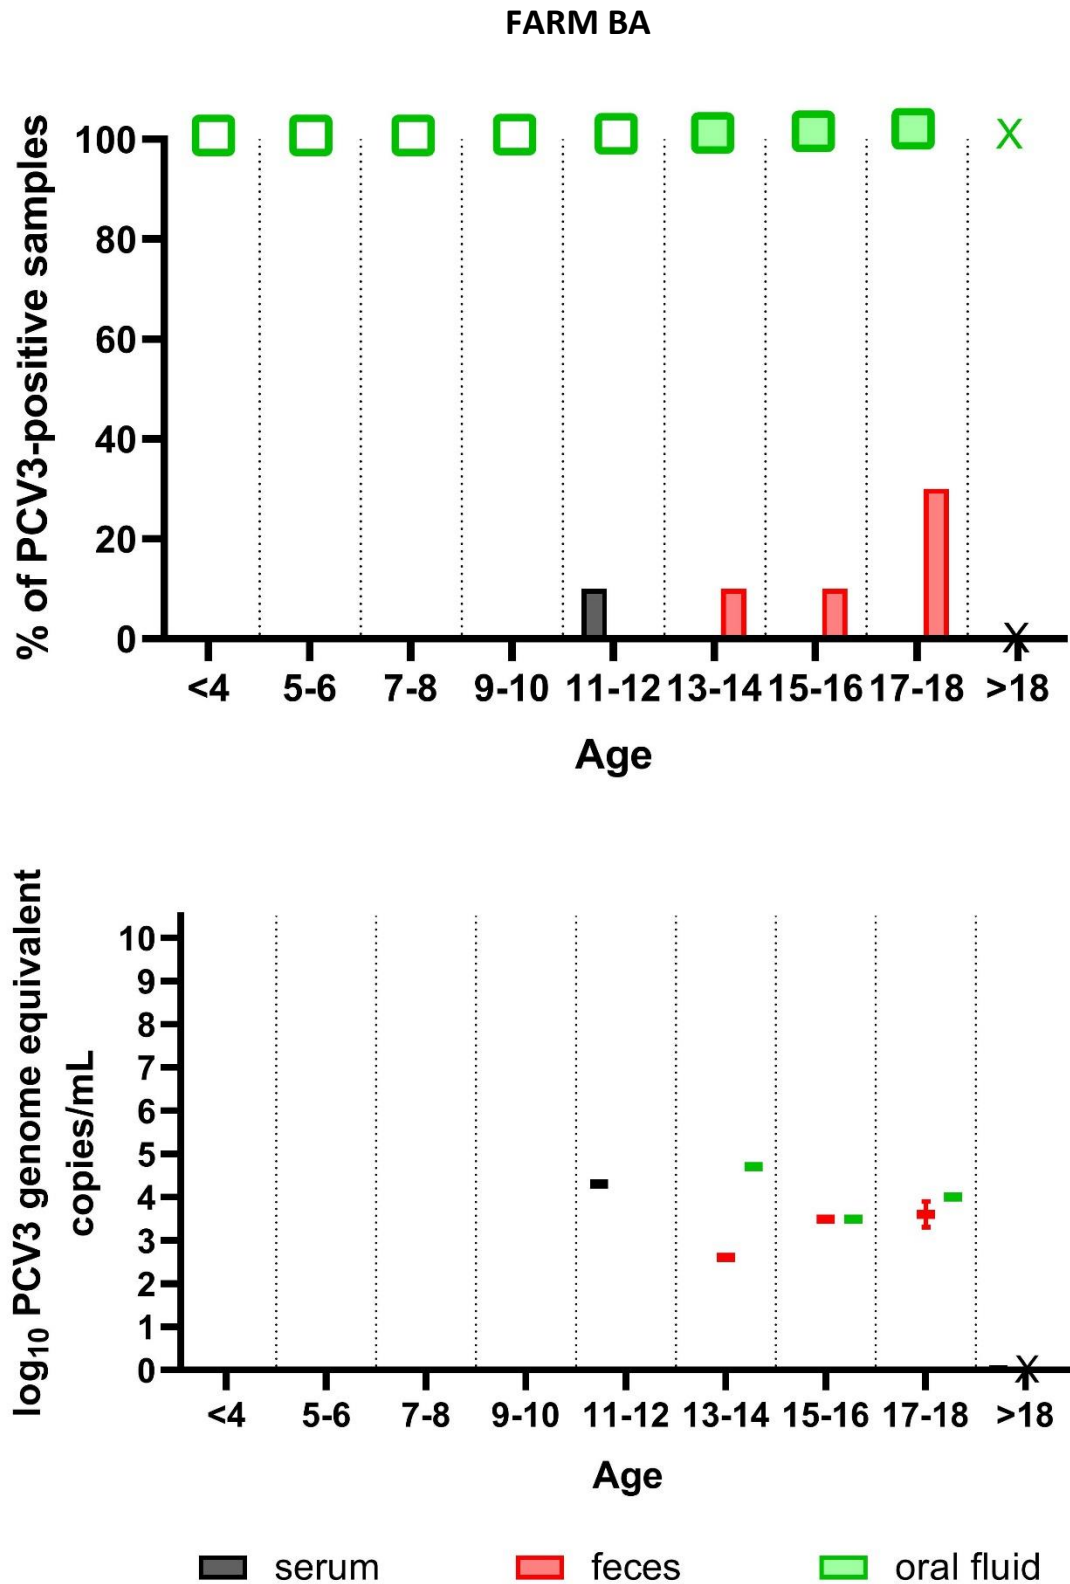 FARM BA
% of PCV3-positive samples
100
80
60
40
20
0
X
X
<4 5-6 7-8 9-10 11-12 13-14 15-16 17-18 >18
Age
log₁₀ PCV3 genome equivalent
copies/mL
10
9
8
7
6
5
4
3
2
1
0
X
<4 5-6 7-8 9-10 11-12 13-14 15-16 17-18 >18
Age
serum feces oral fluid